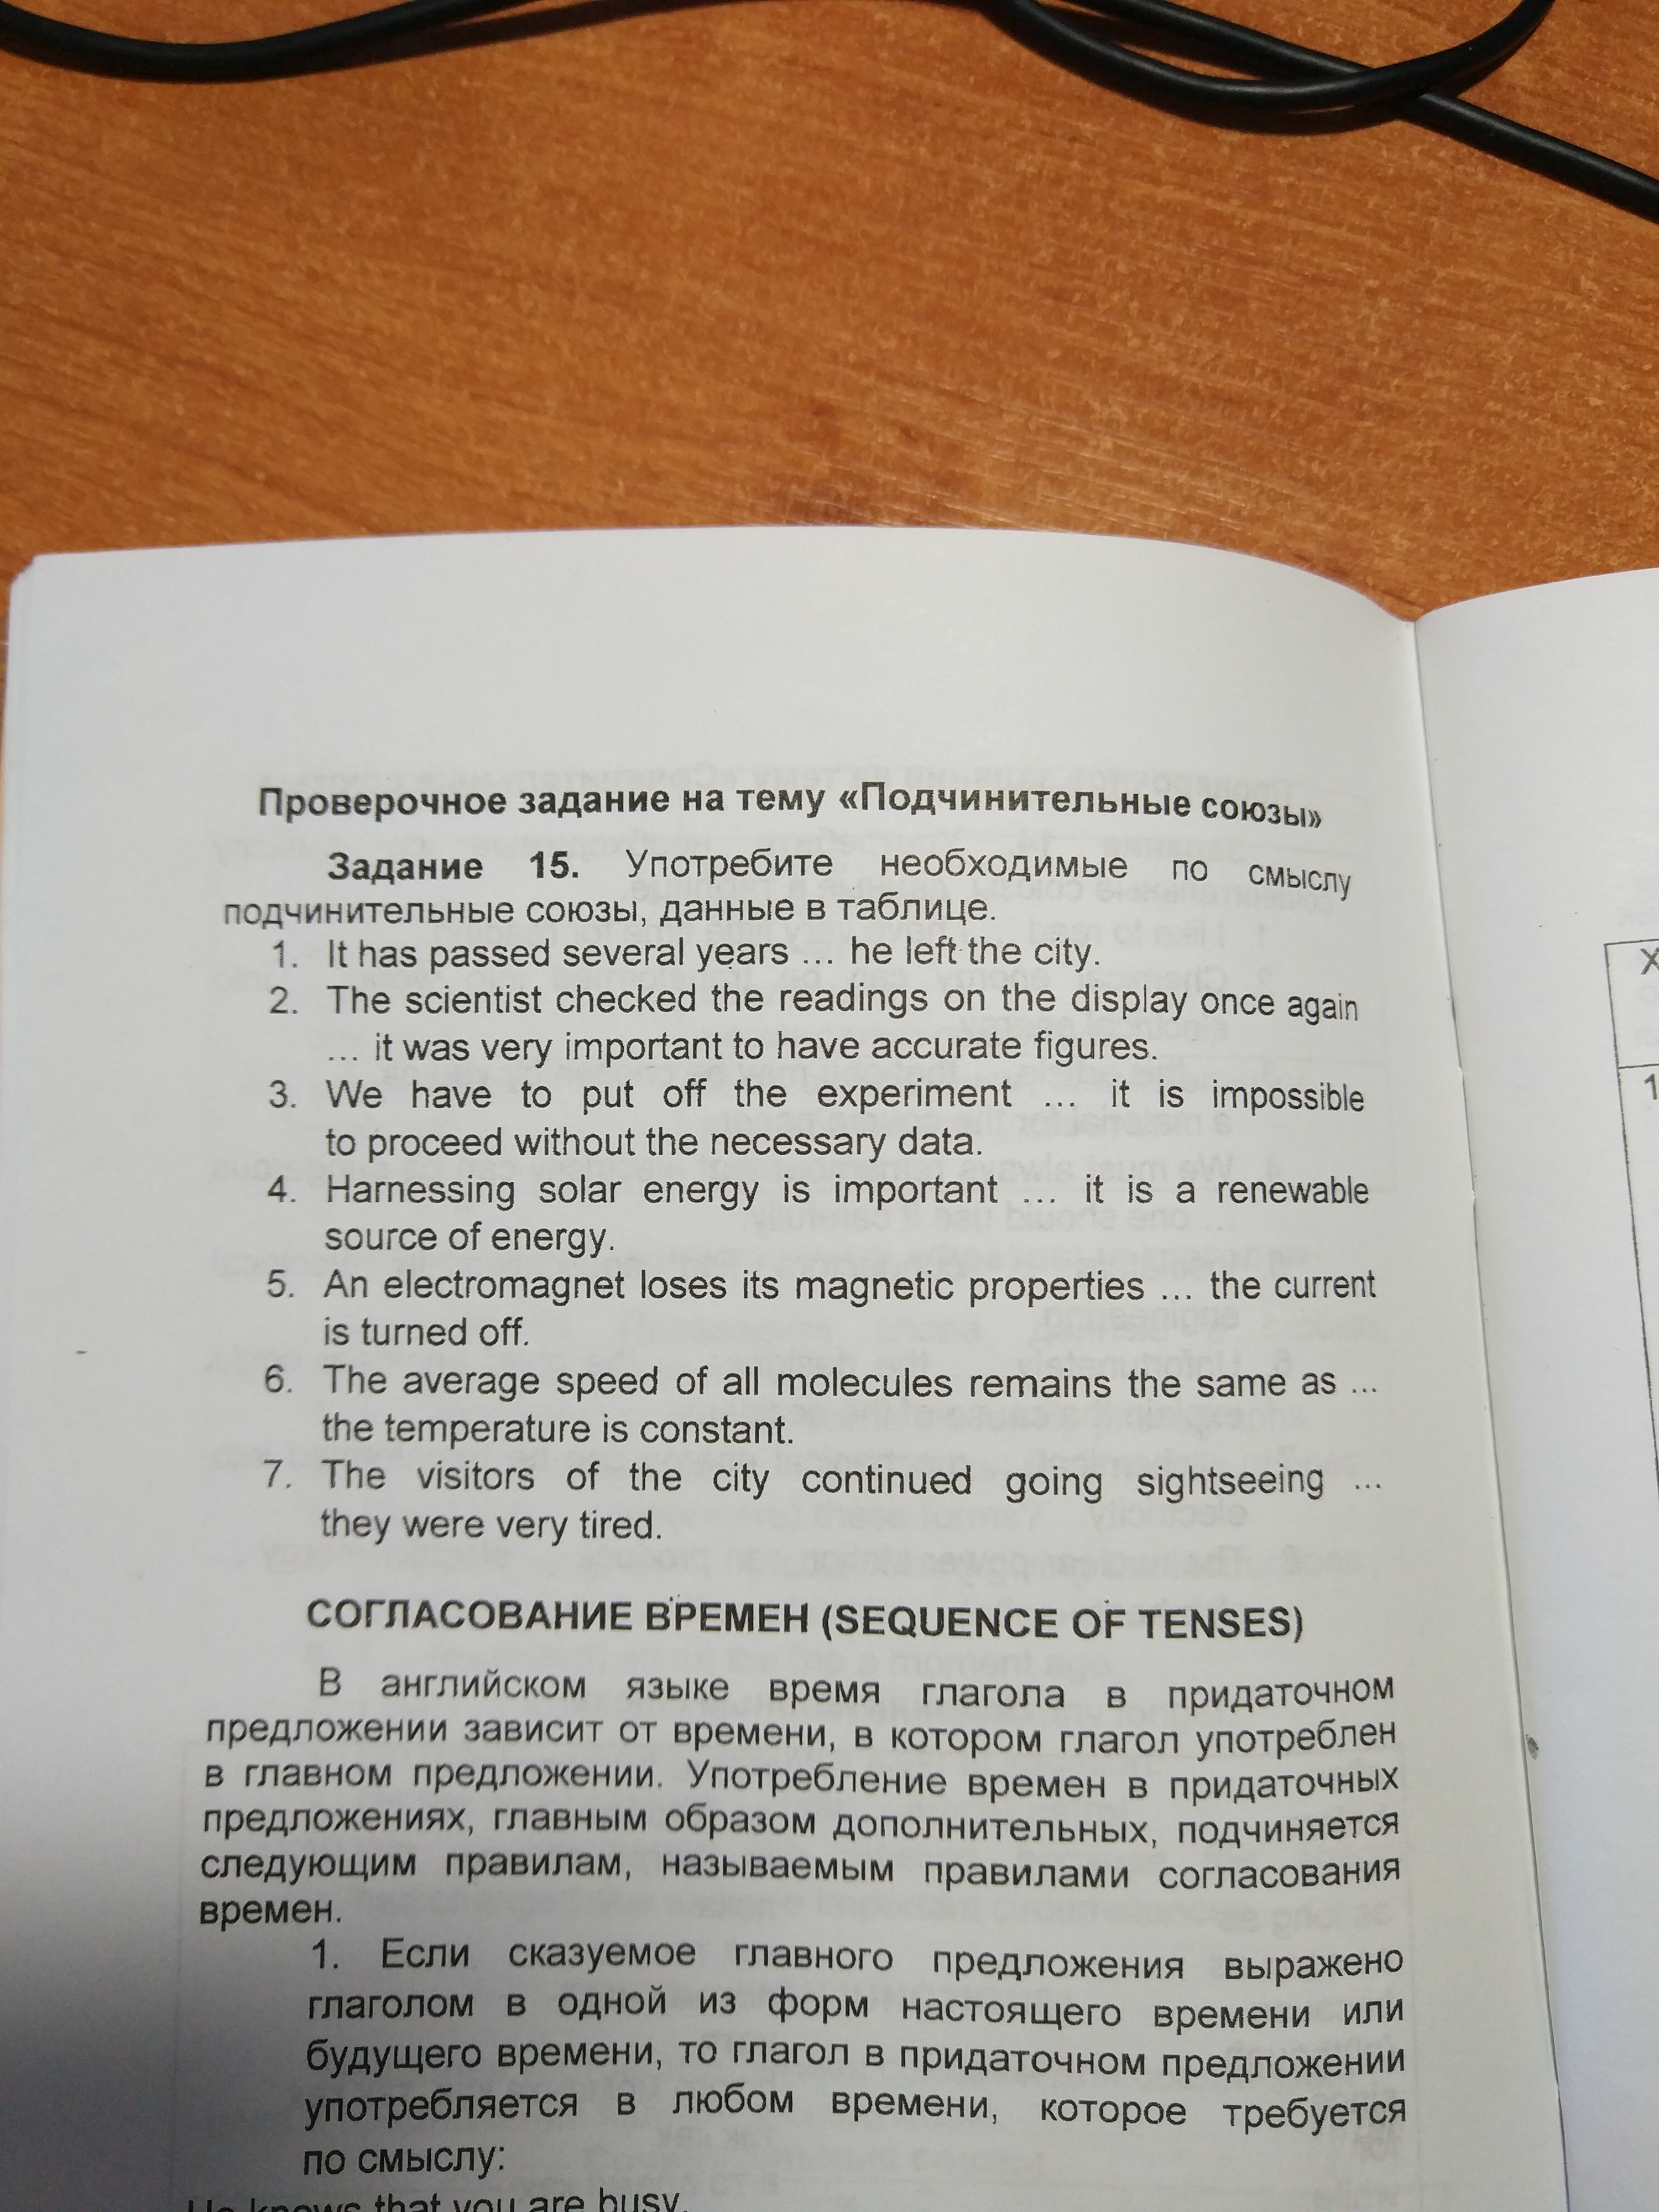 Проверочное задание на тему «Подчинительные союзы»
Задание 15. Употребите необходимые по смыслу
подчинительные союзы, данные в таблице.
1. It has passed several years ... he left the city.
2. The scientist checked the readings on the display once again
... it was very important to have accurate figures.
3. We have to put off the experiment ... it is impossible
to proceed without the necessary data.
4. Harnessing solar energy is important ... it is a renewable
source of energy.
5. An electromagnet loses its magnetic properties ... the current
is turned off.
6. The average speed of all molecules remains the same as ...
the temperature is constant.
7. The visitors of the city continued going sightseeing ...
they were very tired.
СОГЛАСОВАНИЕ ВРЕМЕН (SEQUENCE OF TENSES)
В английском языке время глагола в придаточном
предложении зависит от времени, в котором глагол употреблен
в главном предложении. Употребление времен в придаточных
предложениях, главным образом дополнительных, подчиняется
следующим правилам, называемым правилами согласования
времен.
1. Если сказуемое главного предложения выражено
глаголом в одной из форм настоящего времени или
будущего времени, то глагол в придаточном предложении
употребляется в любом времени, которое требуется
по смыслу:
He knows that you are busy.